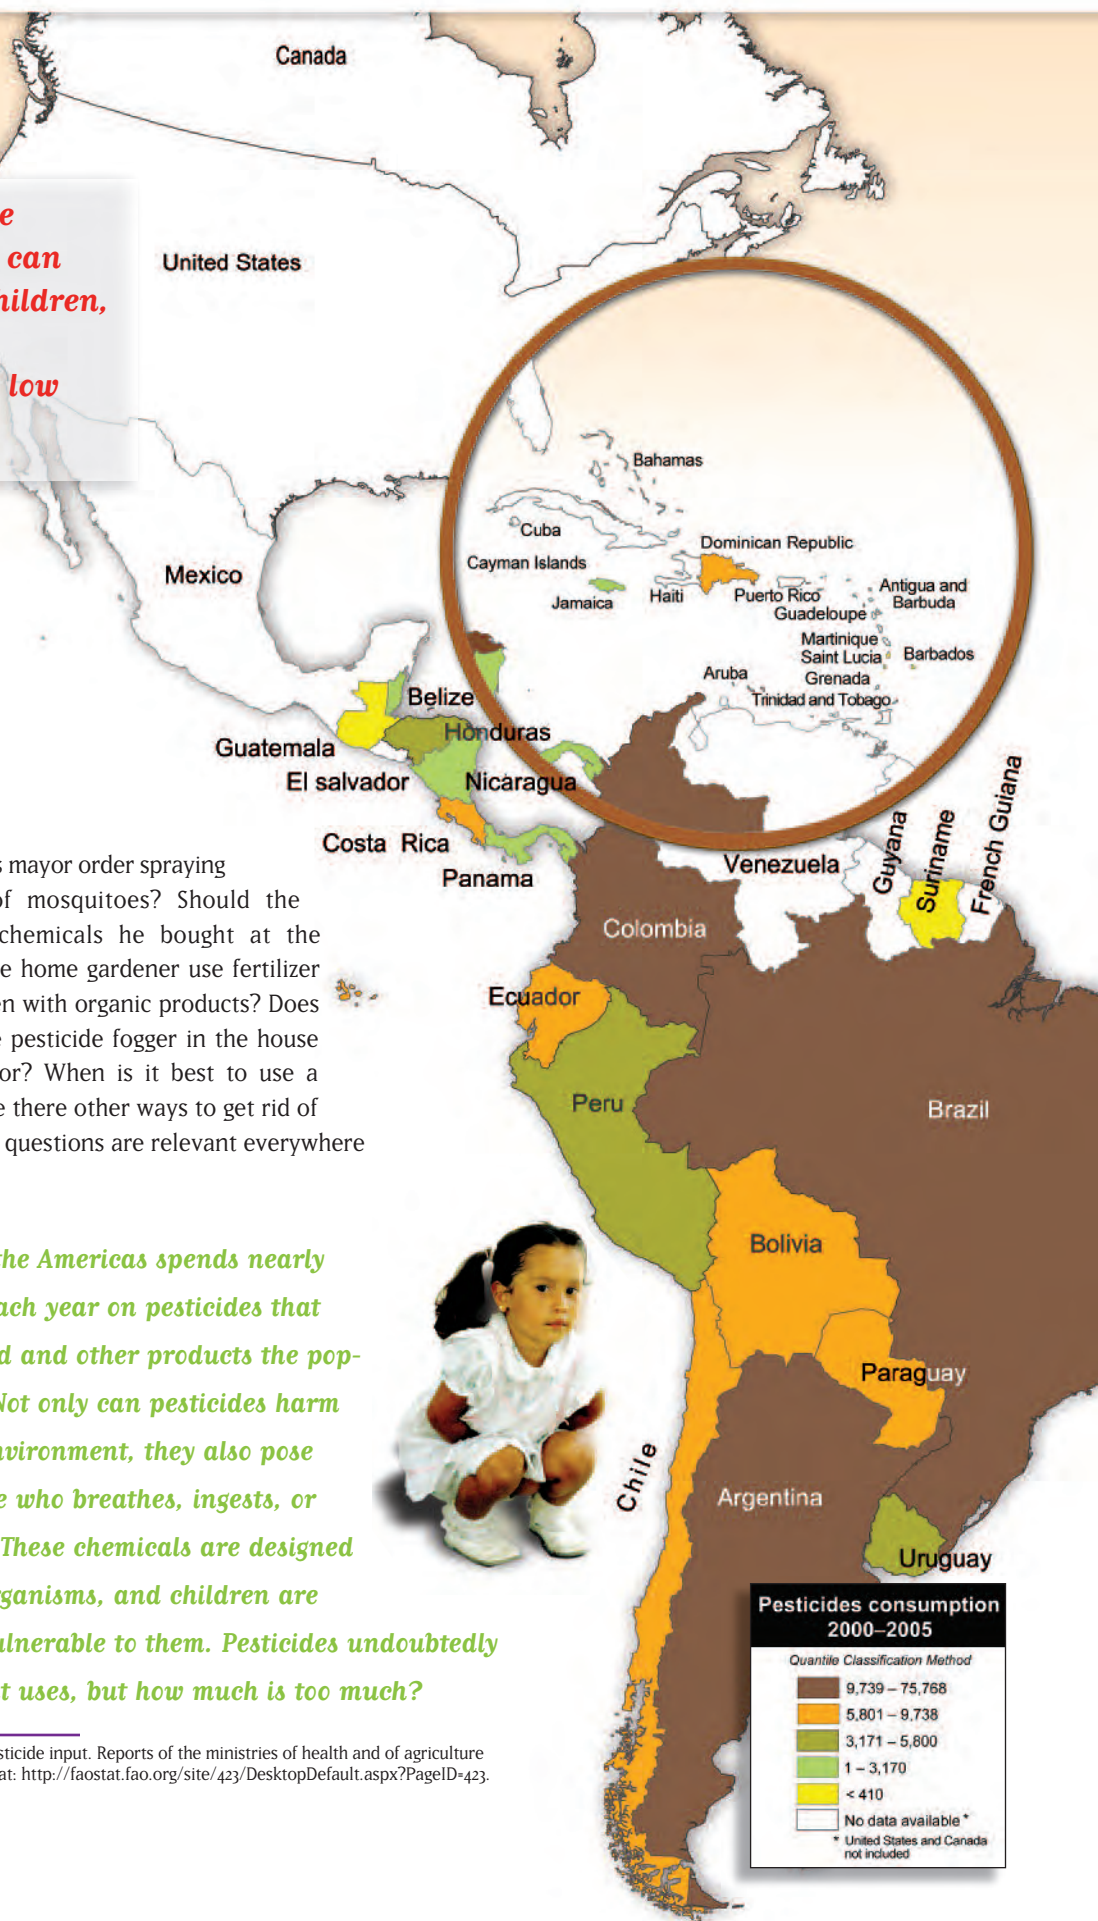 Canada
e
can
hildren,
low
United States
Mexico
Bahamas
Cuba
Dominican Republic
Cayman Islands
Jamaica
Haiti
Puerto Rico
Antigua and
Barbuda
Guadeloupe
Martinique
Saint Lucia
Barbados
Aruba
Grenada
Trinidad and Tobago
Belize
Honduras
Guatemala
El salvador
Nicaragua
Costa Rica
Panama
Venezuela
Guyana
Suriname
French Guiana
Colombia
Ecuador
Peru
Brazil
Bolivia
Paraguay
Chile
Argentina
Uruguay
s mayor order spraying
of mosquitoes? Should the
chemicals he bought at the
e home gardener use fertilizer
en with organic products? Does
e pesticide fogger in the house
or? When is it best to use a
e there other ways to get rid of
questions are relevant everywhere
the Americas spends nearly
ach year on pesticides that
d and other products the pop-
Not only can pesticides harm
nvironment, they also pose
e who breathes, ingests, or
These chemicals are designed
rganisms, and children are
ulnerable to them. Pesticides undoubtedly
t uses, but how much is too much?
sticide input. Reports of the ministries of health and of agriculture
at: http://faostat.fao.org/site/423/DesktopDefault.aspx?PageID=423.
Pesticides consumption
2000–2005
Quantile Classification Method
9,739 – 75,768
5,801 – 9,738
3,171 – 5,800
1 – 3,170
< 410
No data available *
* United States and Canada
not included